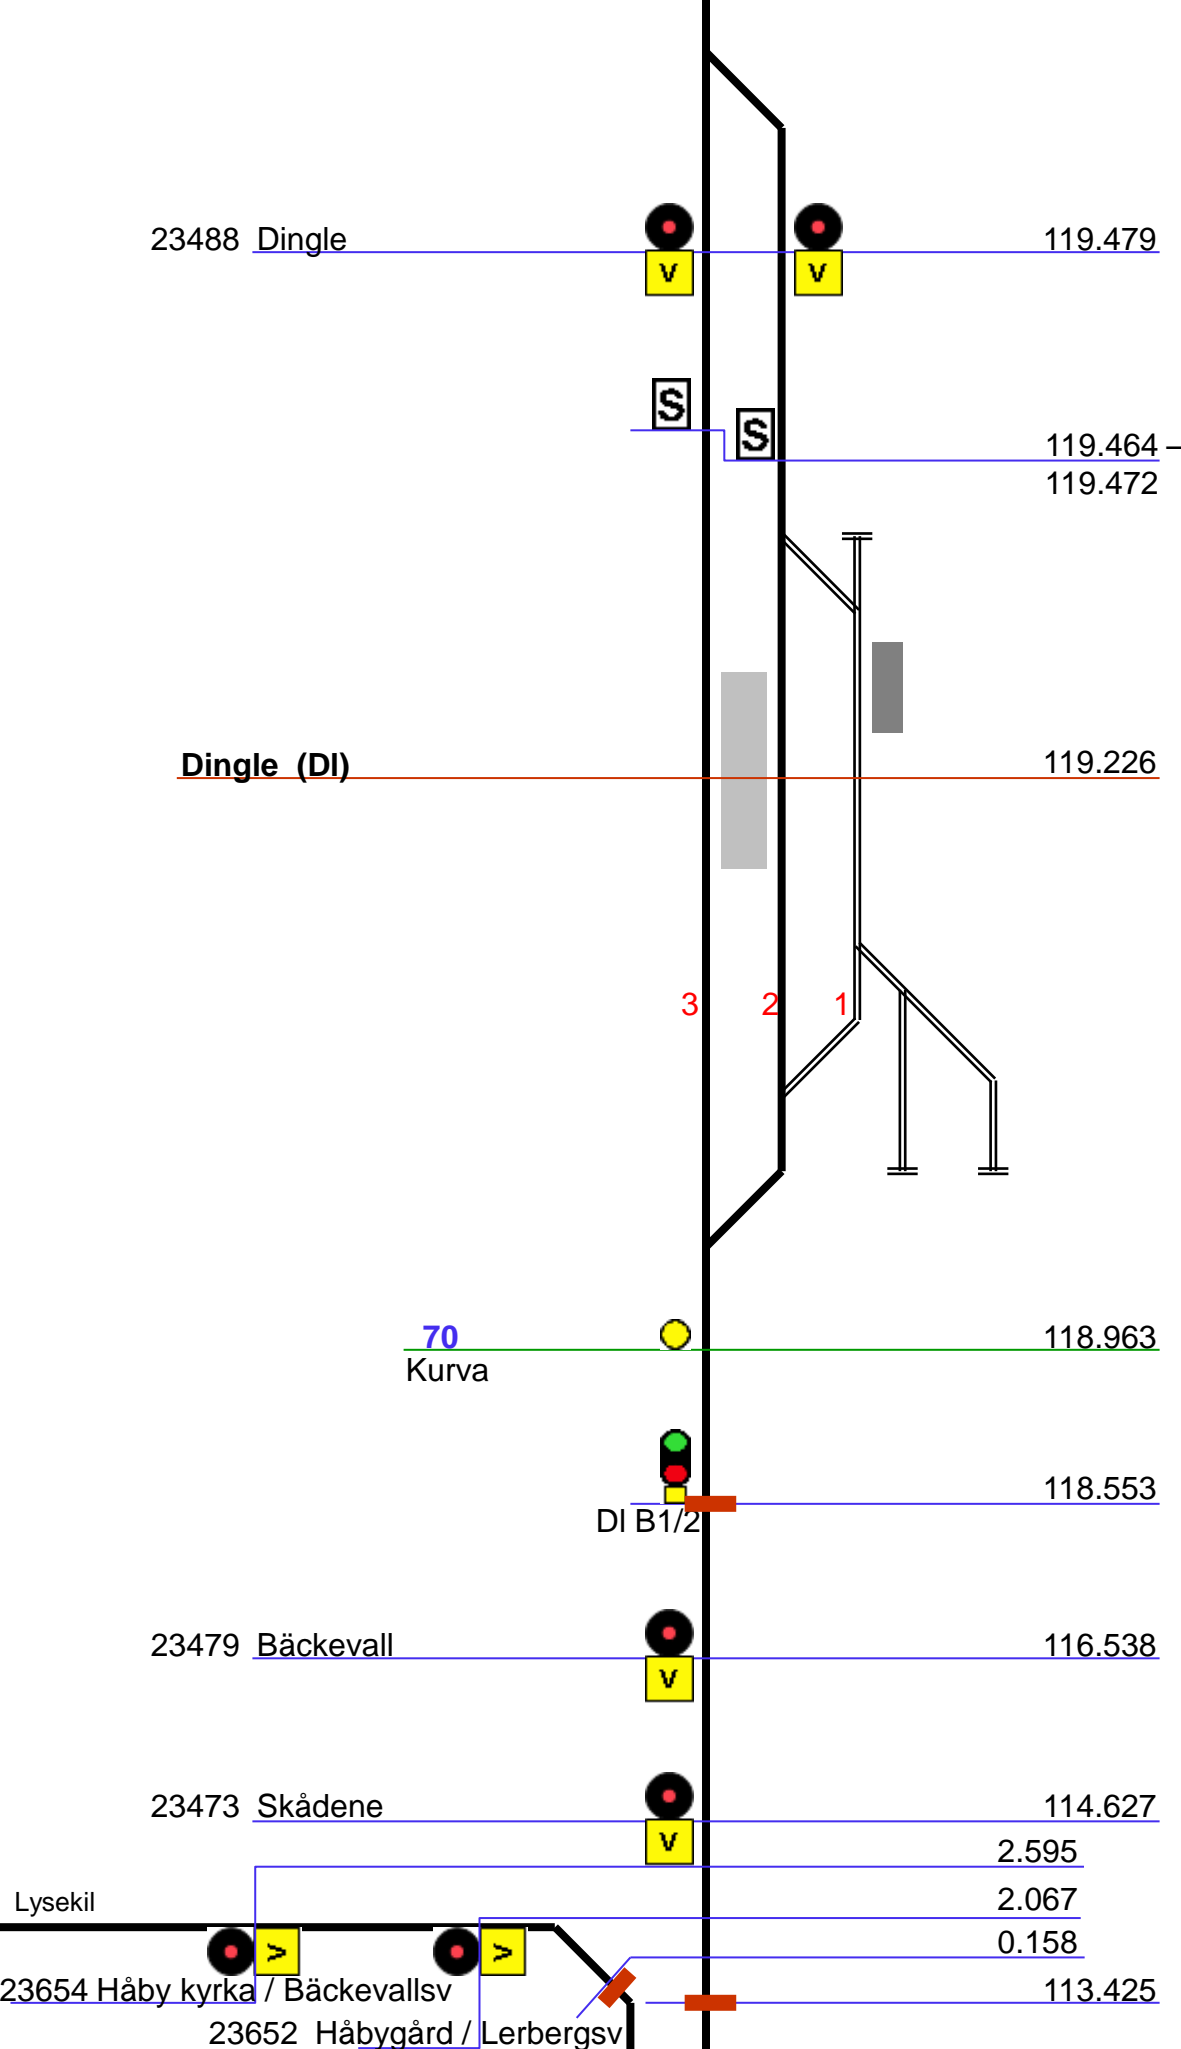 23488 Dingle 119.479
V V
S
S
119.464 –
119.472
Dingle (Dl) 119.226
3 2 1
70 118.963
Kurva
118.553
Dl B1/2
23479 Bäckevall 116.538
V
23473 Skådene 114.627
V
2.595
Lysekil 2.067
V V
0.158
23654 Håby kyrka / Bäckevallsv 113.425
23652 Håbygård / Lerbergsv